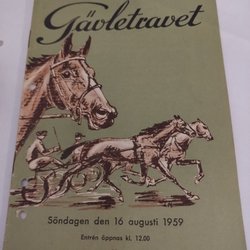 Gävletravet
Söndagen den 16 augusti 1959
Entrén öppnas kl. 12.00